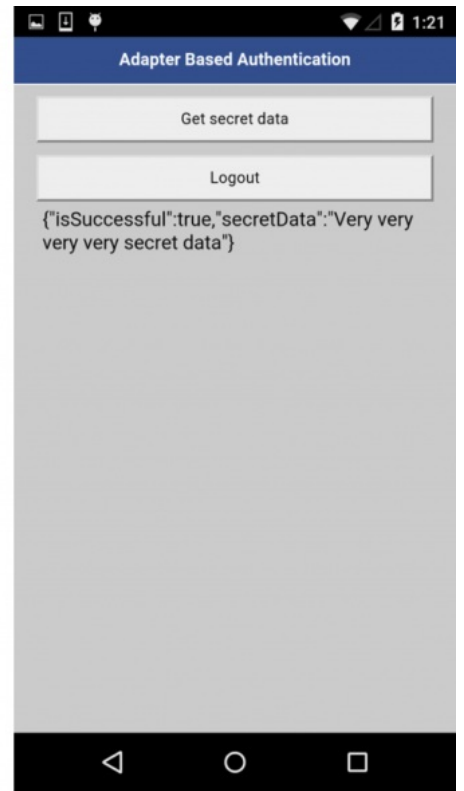 1:21
Adapter Based Authentication
Get secret data
Logout
{"isSuccessful":true,"secretData":"Very very
very very secret data"}